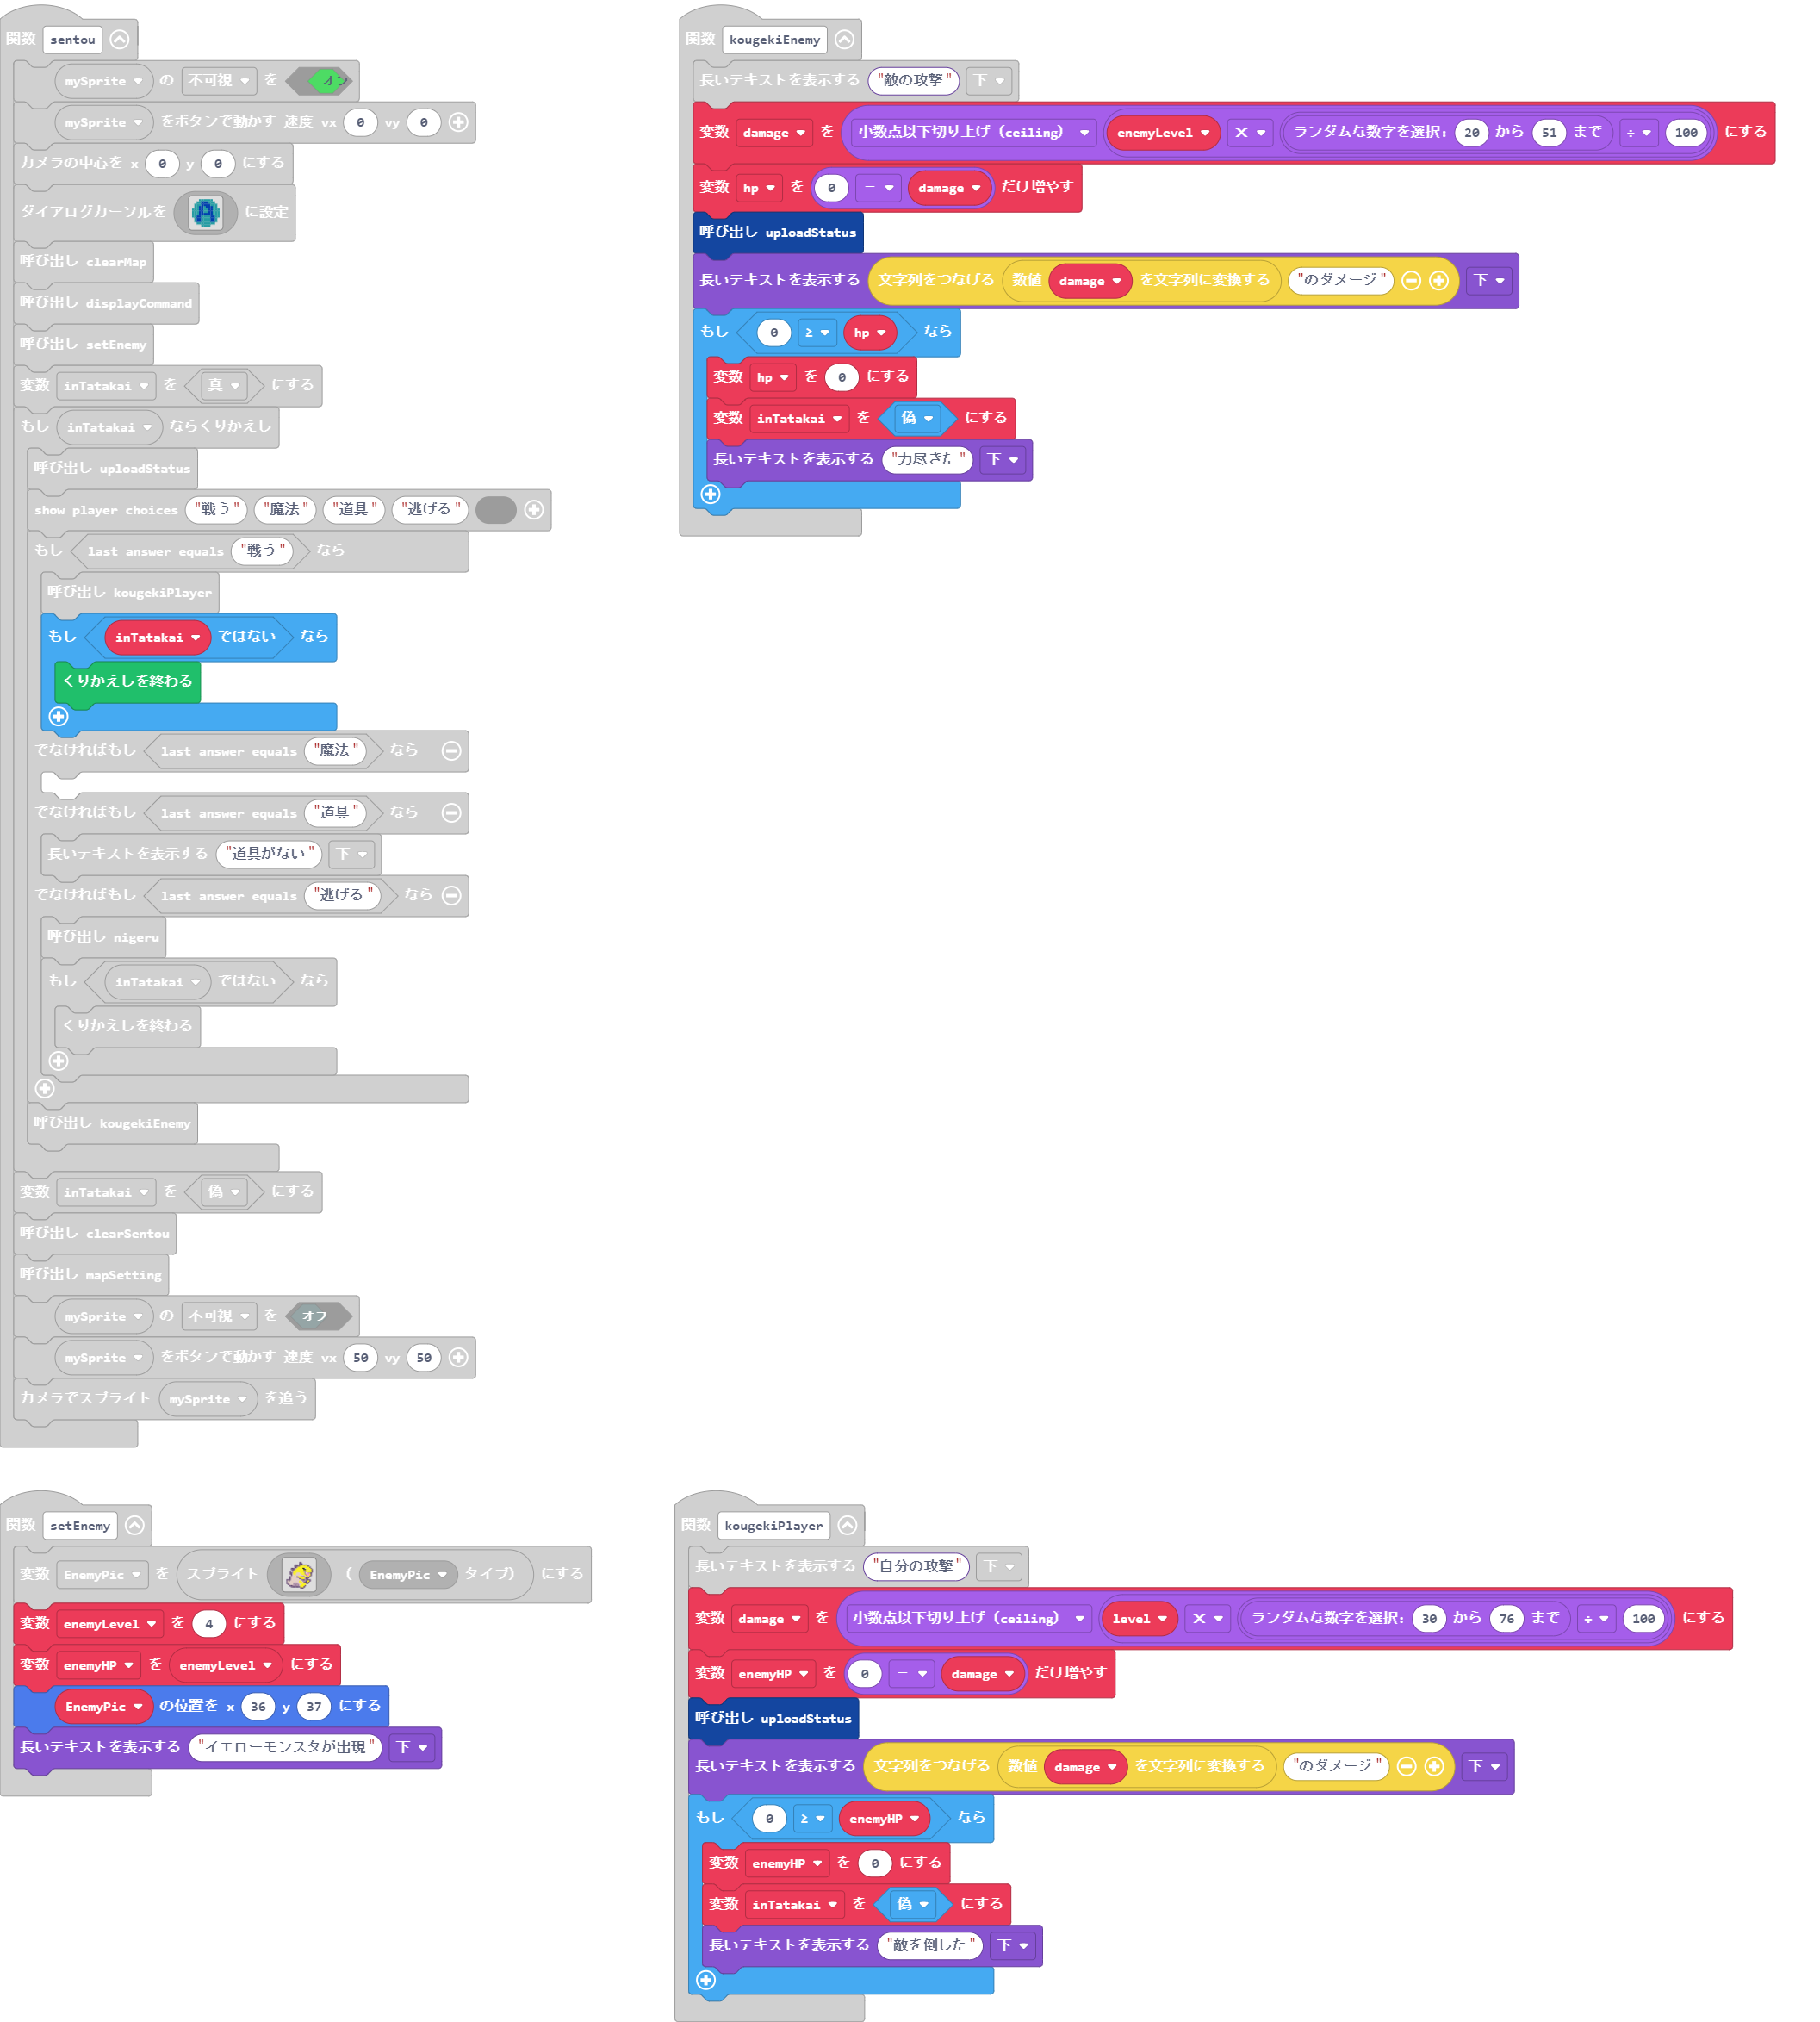 関数 sentou
mySprite の 不可視 を オン
mySprite をボタンで動かす 速度 vx 0 vy 0
カメラの中心を x 0 y 0 にする
ダイアログカーソルを A に設定
呼び出し clearMap
呼び出し displayCommand
呼び出し setEnemy
変数 inTatakai を 真 にする
もし inTatakai ならくりかえし
呼び出し uploadStatus
show player choices "戦う" "魔法" "道具" "逃げる"
もし last answer equals "戦う" なら
呼び出し kougekiPlayer
もし inTatakai ではない なら
くりかえしを終わる
でなければもし last answer equals "魔法" なら
でなければもし last answer equals "道具" なら
長いテキストを表示する "道具がない" 下
でなければもし last answer equals "逃げる" なら
呼び出し nigeru
もし inTatakai ではない なら
くりかえしを終わる
呼び出し kougekiEnemy
変数 inTatakai を 偽 にする
呼び出し clearSentou
呼び出し mapSetting
mySprite の 不可視 を オフ
mySprite をボタンで動かす 速度 vx 50 vy 50
カメラでスプライト mySprite を追う
関数 kougekiEnemy
長いテキストを表示する "敵の攻撃" 下
変数 damage を 小数点以下切り上げ (ceiling) enemyLevel × ランダムな数字を選択: 20 から 51 まで ÷ 100 にする
変数 hp を 0 - damage だけ増やす
呼び出し uploadStatus
長いテキストを表示する 文字列をつなげる 数値 damage を文字列に変換する "のダメージ" 下
もし 0 ≥ hp なら
変数 hp を 0 にする
変数 inTatakai を 偽 にする
長いテキストを表示する "力尽きた" 下
関数 setEnemy
変数 EnemyPic を スプライト ( EnemyPic タイプ) にする
変数 enemyLevel を 4 にする
変数 enemyHP を enemyLevel にする
EnemyPic の位置を x 36 y 37 にする
長いテキストを表示する "イエローモンスタが出現" 下
関数 kougekiPlayer
長いテキストを表示する "自分の攻撃" 下
変数 damage を 小数点以下切り上げ (ceiling) level × ランダムな数字を選択: 30 から 76 まで ÷ 100 にする
変数 enemyHP を 0 - damage だけ増やす
呼び出し uploadStatus
長いテキストを表示する 文字列をつなげる 数値 damage を文字列に変換する "のダメージ" 下
もし 0 ≥ enemyHP なら
変数 enemyHP を 0 にする
変数 inTatakai を 偽 にする
長いテキストを表示する "敵を倒した" 下